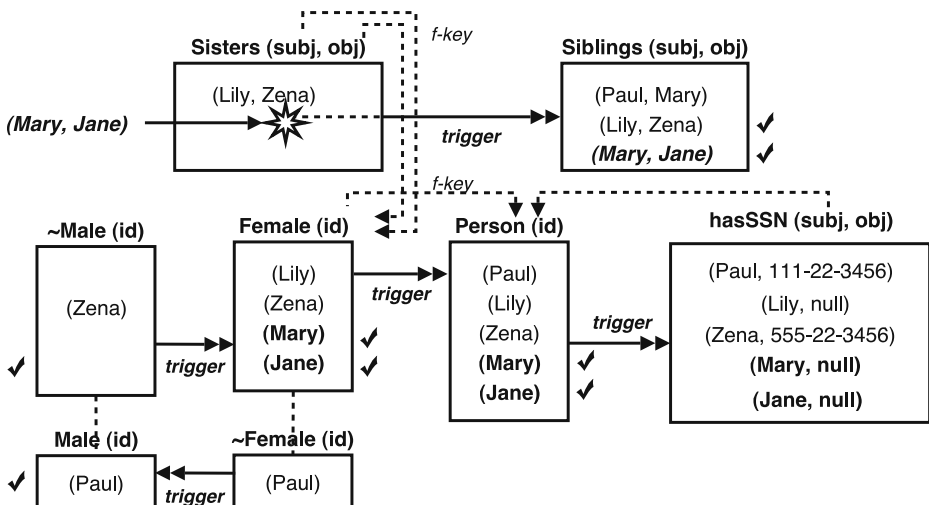 f-key
Sisters (subj, obj)
Siblings (subj, obj)
(Lily, Zena)
(Mary, Jane)
trigger
(Paul, Mary)
(Lily, Zena)
(Mary, Jane)
f-key
~Male (id)
Female (id)
Person (id)
hasSSN (subj, obj)
(Zena)
trigger
(Lily)
(Zena)
(Mary)
(Jane)
trigger
(Paul)
(Lily)
(Zena)
(Mary)
(Jane)
trigger
(Paul, 111-22-3456)
(Lily, null)
(Zena, 555-22-3456)
(Mary, null)
(Jane, null)
Male (id)
~Female (id)
(Paul)
trigger
(Paul)